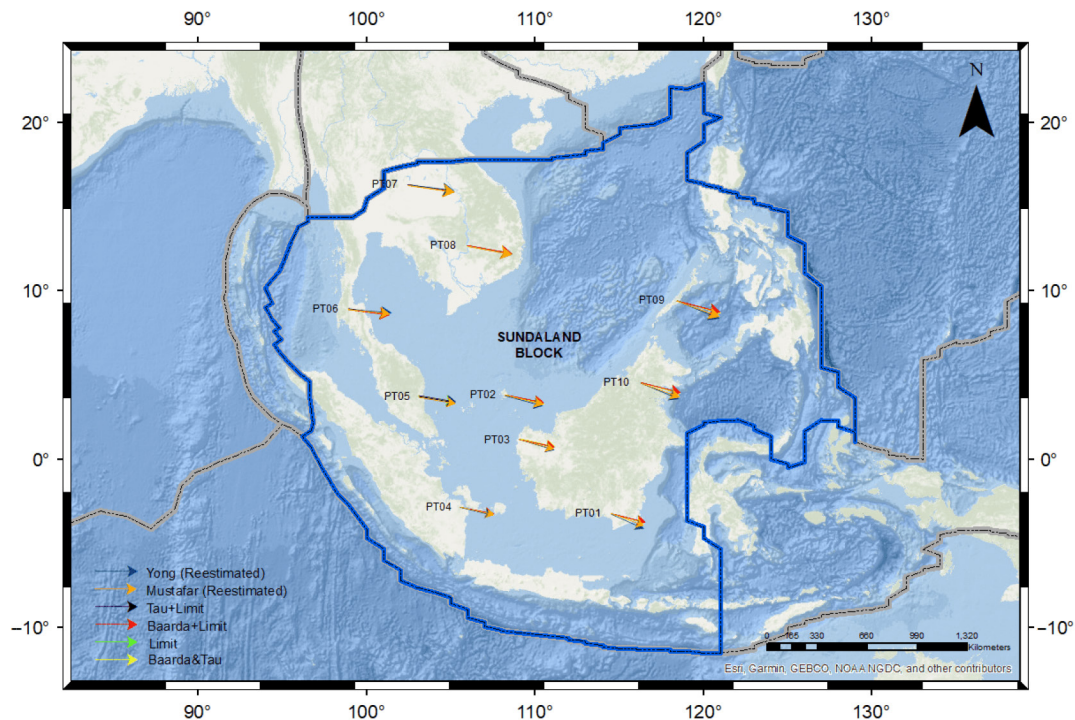 90° 100° 110° 120° 130°
N
20° 20°
PT07
PT08
10° 10°
PT09
PT06
SUNDALAND
BLOCK
PT10
PT05 PT02
PT03
0° 0°
PT04 PT01
Yong (Reestimated)
Mustafar (Reestimated)
Tau+Limit
Baarda+Limit
Limit
Baarda&Tau
−10° −10°
0 165 330 660 990 1,320
Kilometers
Esri, Garmin, GEBCO, NOAA NGDC, and other contributors
90° 100° 110° 120° 130°